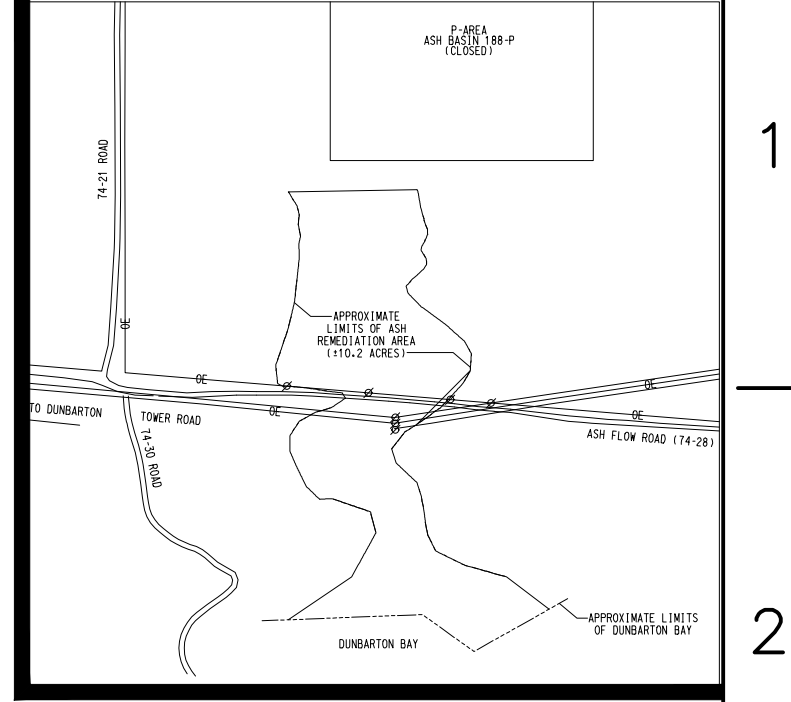 P-AREA
ASH BASIN 188-P
(CLOSED)
1
74-21 ROAD
APPROXIMATE
LIMITS OF ASH
REMEDIATION AREA
(±10.2 ACRES)
OE
OE
OE
OE
OE
TO DUNBARTON
TOWER ROAD
ASH FLOW ROAD (74-28)
74-30 ROAD
APPROXIMATE LIMITS
OF DUNBARTON BAY
DUNBARTON BAY
2